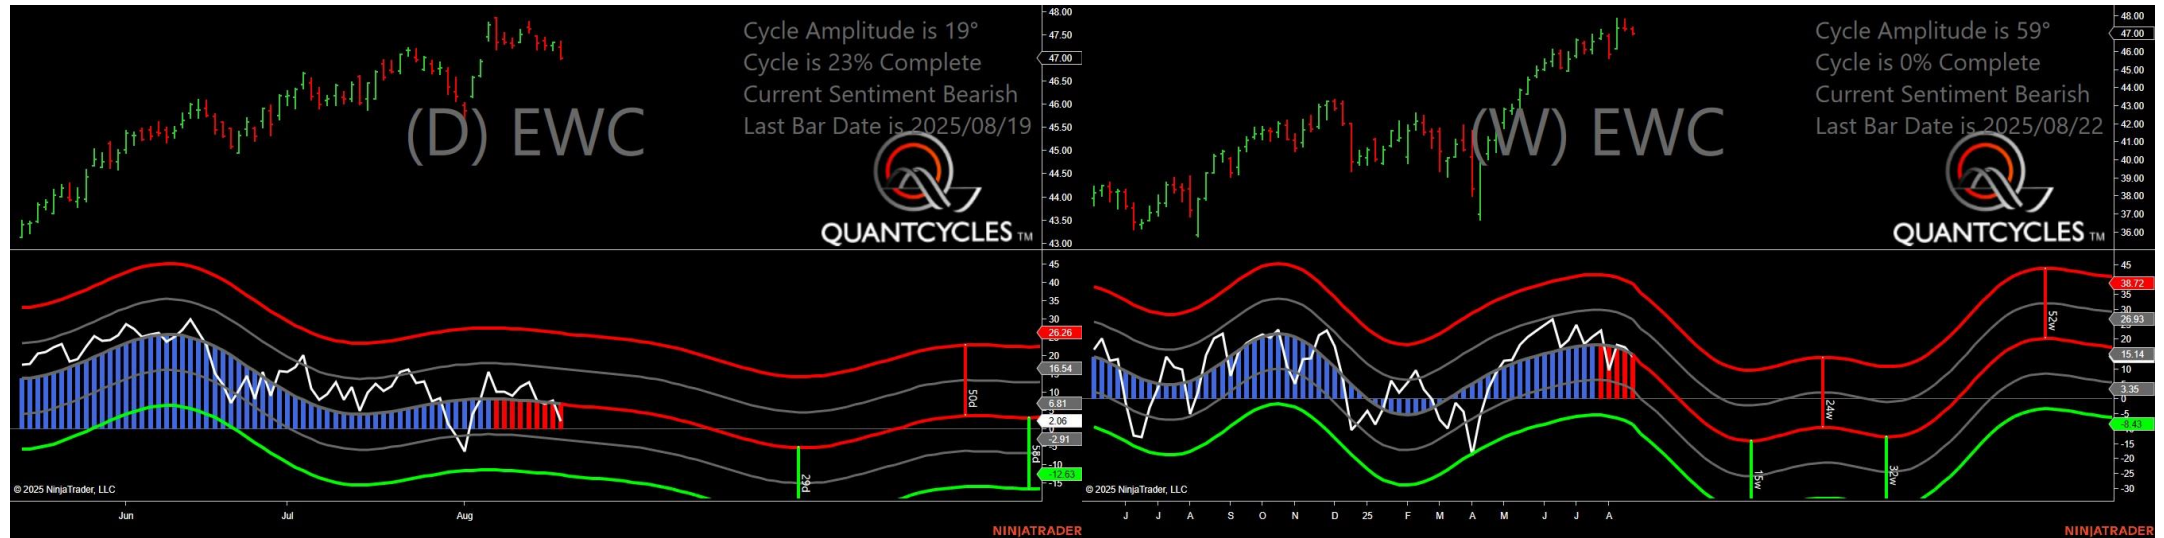 Cycle Amplitude is 19°
Cycle is 23% Complete
Current Sentiment Bearish
Last Bar Date is 2025/08/19
(D) EWC
QUANTCYCLES TM
48.00
47.50
47.00
46.50
46.00
45.50
45.00
44.50
44.00
43.50
43.00
45
40
35
30
26.26
20
16.54
10
6.81
2.06
-2.91
-5
-10
-12.63
-15
29d
50d
58d
© 2025 NinjaTrader, LLC
Jun
Jul
Aug
NINJATRADER
Cycle Amplitude is 59°
Cycle is 0% Complete
Current Sentiment Bearish
Last Bar Date is 2025/08/22
(W) EWC
QUANTCYCLES TM
48.00
47.00
46.00
45.00
44.00
43.00
42.00
41.00
40.00
39.00
38.00
37.00
36.00
45
38.72
35
30
26.93
20
15.14
10
3.35
0
-5
-8.43
-15
-20
-25
-30
15w
24w
32w
52w
© 2025 NinjaTrader, LLC
J
J
A
S
O
N
D
25
F
M
A
M
J
J
A
NINJATRADER